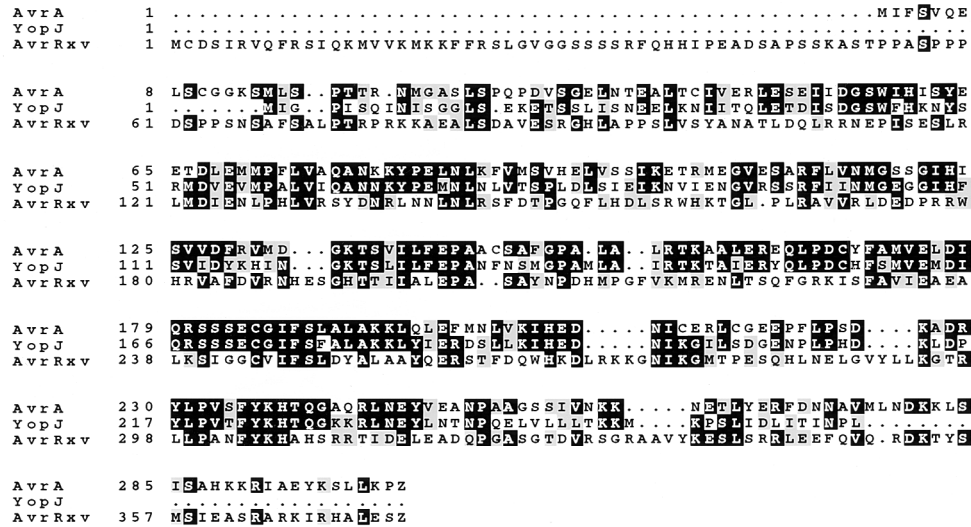 AvrA 1 ...................................................................MIFSVQE
YopJ 1 ..........................................................................
AvrRxv 1 MCDSIRVQFRSIQKMVVKMKKFFRSLGVGGSSSSRFQHHIPEADSAPSSKASTPPASPPP
AvrA 8 LSCGGKSMLS..PTTR.NMGASLSPQPDVSGELNTEALTCIVERLESEIIDGSWIHISYE
YopJ 1 .......MIG..PISQINISGGLS.EKETSSLISNEELKNIITQLETDISDGSWFHKNYS
AvrRxv 61 DSPPSNSAFSALPTRPRKKAEALSDAVESRGHLAPPSLVSYANATLDQLRRNEPISESLR
AvrA 65 ETDLEMMPFLVAQANKKYPELNLKFVMSVHELVSSIKETRMEGVESARFLVNMGSSGIHI
YopJ 51 RMDVEVMPALVIQANNKYPEMNLNLVTSPLDLSIEIKNVIENGVRSSRFIINMGEGGIHF
AvrRxv 121 LMDIENLPHLVRSYDNRLNNLNLRSFDTPGQFLHDLSRWHKTGL.PLRAVVRLDEDPRRW
AvrA 125 SVVDFRVMD...GKTSVILFEPAACSAFGPA.LA..LRTKAALEREQLPDCYFAMVELDI
YopJ 111 SVIDYKHIN...GKTSLILFEPANFNSMGPAMLA..IRTKTAIERYQLPDCHFSMVEMDI
AvrRxv 180 HRVAFDVRNHESGHTTIIALEPA..SAYNPDHMPGFVKMRENLTSQFGRKISFAVIEAEA
AvrA 179 QRSSSECGIFSLALAKKLQLEFMNLVKIHED.....NICERLCGEEPFLPSD....KADR
YopJ 166 QRSSSECGIFSFALAKKLYIERDSLLKIHED.....NIKGILSDGENPLPHD....KLDP
AvrRxv 238 LKSIGGCVIFSLDYALAAYQERSTFDQWHKDLRKKGNIKGMTPESQHLNELGVYLLKGTR
AvrA 230 YLPVSFYKHTQGAQRLNEYVEANPAAGSSIVNKK.....NETLYERFDNNAVMLNDKKLS
YopJ 217 YLPVTFYKHTQGKKRLNEYLNTNPQELVLLLTKKM.....KPSLIDLITINPL........
AvrRxv 298 LLPANFYKHAHSRRTIDELEADQPGASGTDVRSGRAAVYKESLSRRLEEFQVQ.RDKTYS
AvrA 285 ISAHKKRIAEYKSLLKPZ
YopJ ..................
AvrRxv 357 MSIEASRARKIRHALESZ